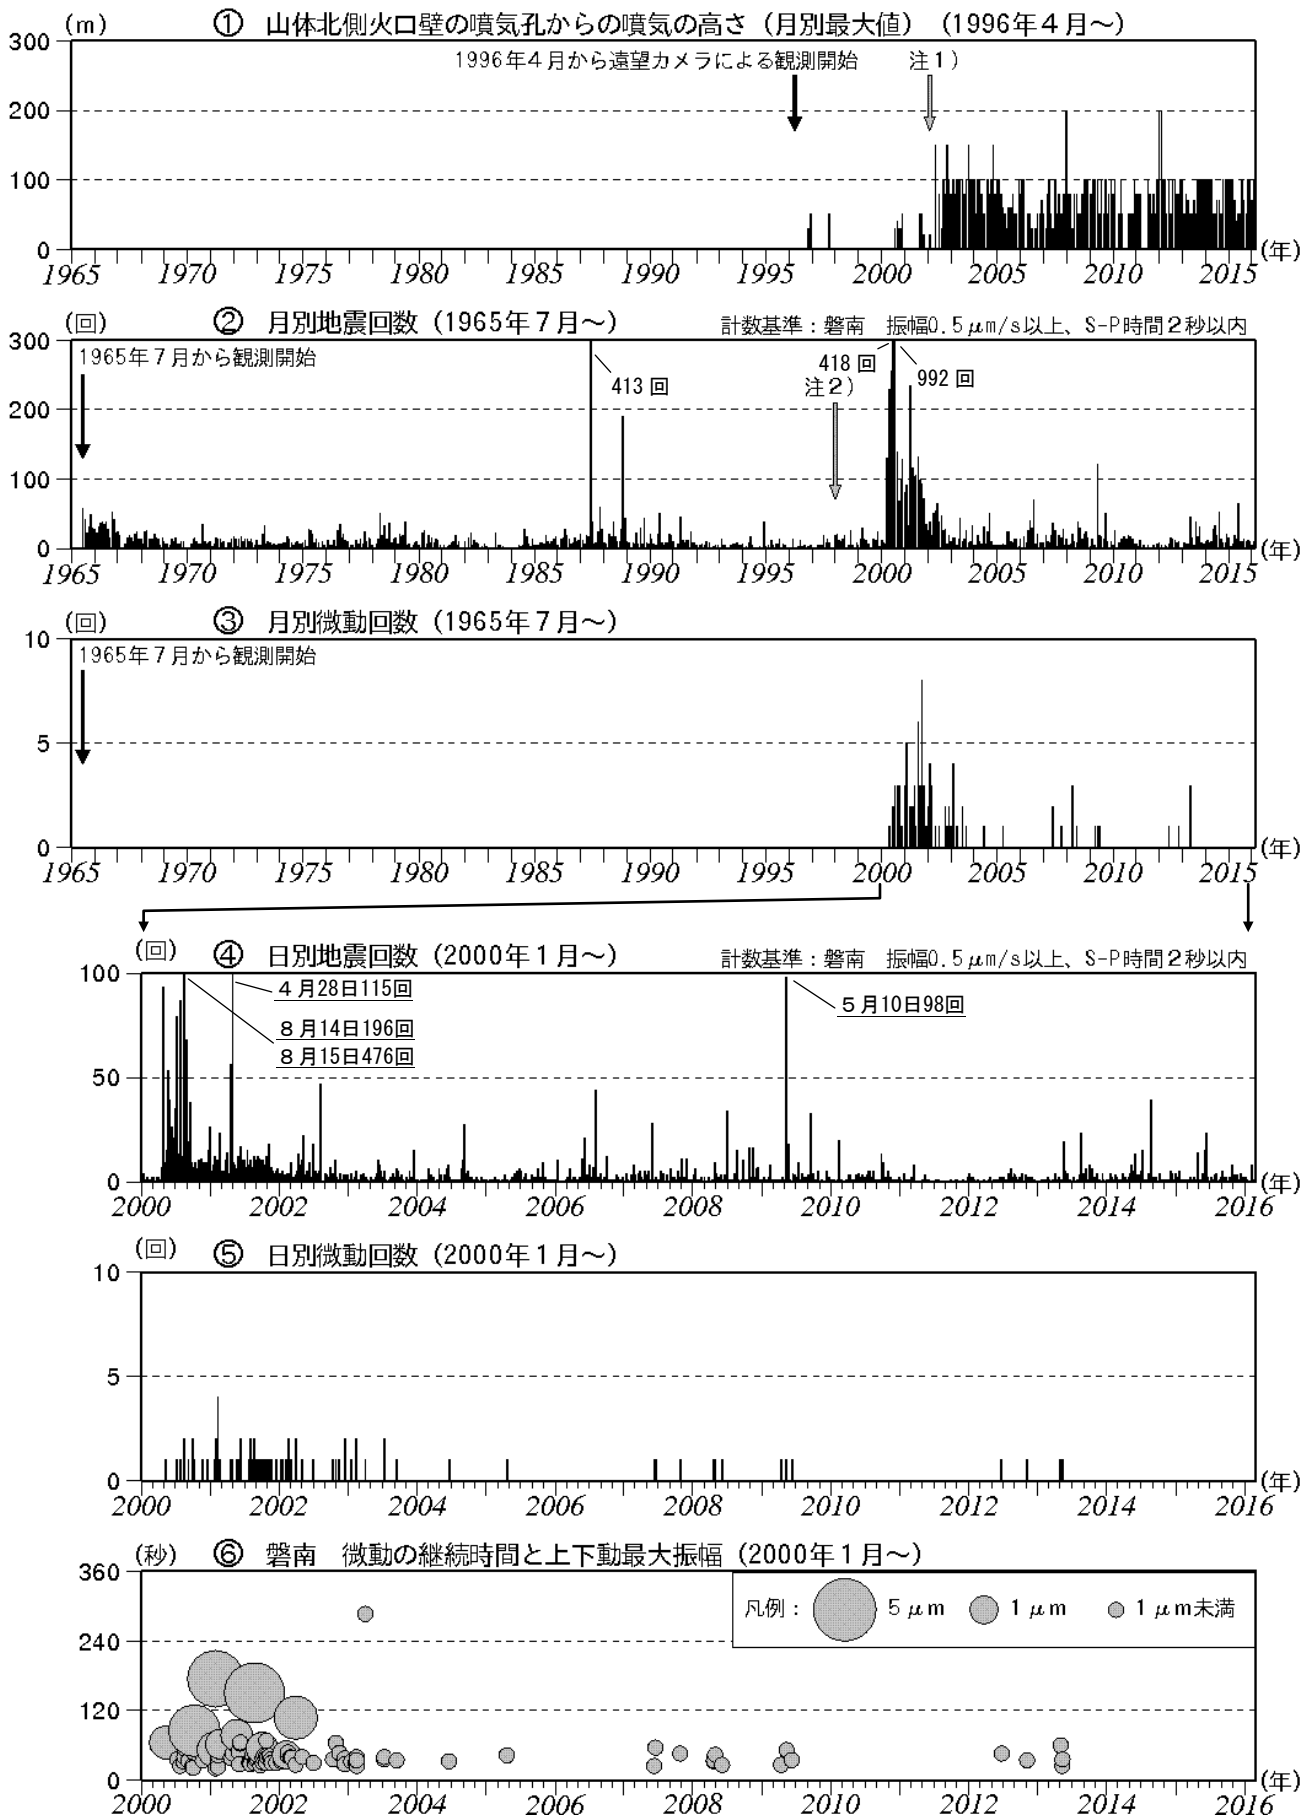 (m) ① 山体北側火口壁の噴気孔からの噴気の高さ（月別最大値）（1996年４月～）
300
1996年４月から遠望カメラによる観測開始 注１）
200
100
0
1965 1970 1975 1980 1985 1990 1995 2000 2005 2010 2015 (年)
(回) ② 月別地震回数（1965年７月～） 計数基準：磐南 振幅0.5μm/s以上、S-P時間２秒以内
300
1965年７月から観測開始
413 回
418 回
992 回
注２）
200
100
0
1965 1970 1975 1980 1985 1990 1995 2000 2005 2010 2015 (年)
(回) ③ 月別微動回数（1965年７月～）
10
1965年７月から観測開始
5
0
1965 1970 1975 1980 1985 1990 1995 2000 2005 2010 2015 (年)
(回) ④ 日別地震回数（2000年１月～） 計数基準：磐南 振幅0.5μm/s以上、S-P時間２秒以内
100
４月28日115回
５月10日98回
８月14日196回
８月15日476回
50
0
2000 2002 2004 2006 2008 2010 2012 2014 2016 (年)
(回) ⑤ 日別微動回数（2000年１月～）
10
5
0
2000 2002 2004 2006 2008 2010 2012 2014 2016 (年)
(秒) ⑥ 磐南 微動の継続時間と上下動最大振幅（2000年１月～）
360
凡例： 5 μm 1 μm 1 μm未満
240
120
0
2000 2002 2004 2006 2008 2010 2012 2014 2016 (年)